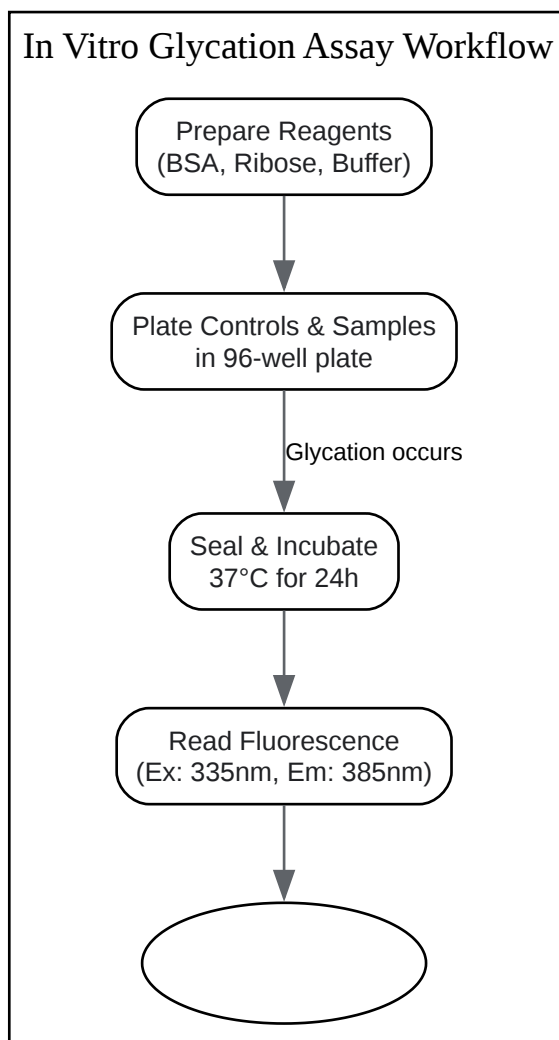 In Vitro Glycation Assay Workflow
Prepare Reagents
(BSA, Ribose, Buffer)
Plate Controls & Samples
in 96-well plate
Glycation occurs
Seal & Incubate
37°C for 24h
Read Fluorescence
(Ex: 335nm, Em: 385nm)